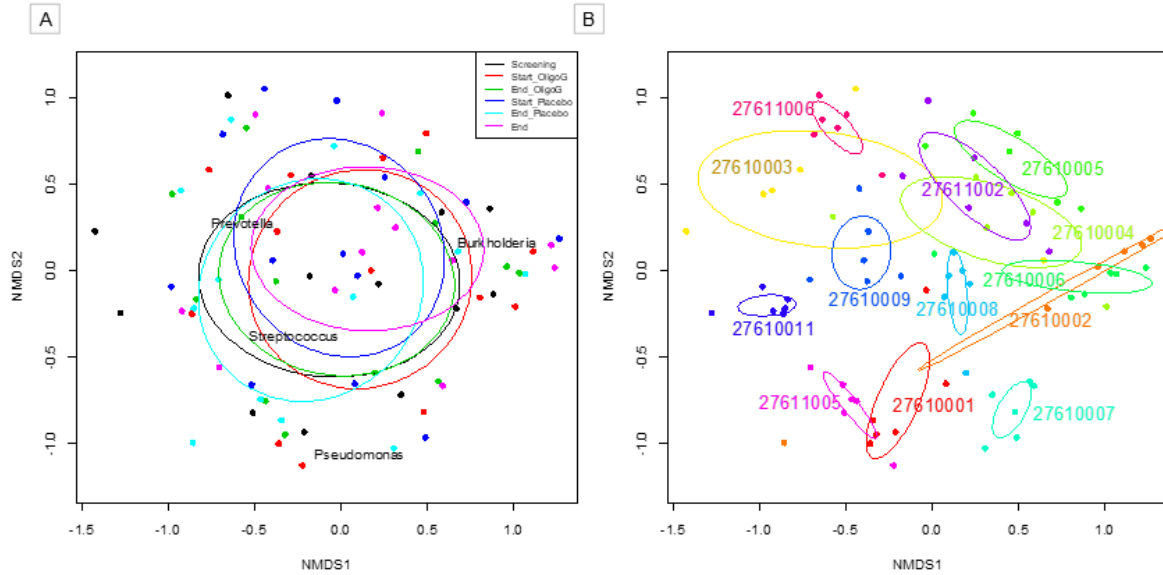 A
B
Screening
Start_OligoG
End_OligoG
Start_Placebo
End_Placebo
End
Prevotella
Burkholderia
Streptococcus
Pseudomonas
NMDS2
1.0
0.5
0.0
-0.5
-1.0
-1.5
-1.0
-0.5
0.0
0.5
1.0
NMDS1
27611006
27610003
27610005
27611002
27610004
27610006
27610009
27610008
27610002
27610011
27611005
27610001
27610007
NMDS2
1.0
0.5
0.0
-0.5
-1.0
-1.5
-1.0
-0.5
0.0
0.5
1.0
NMDS1